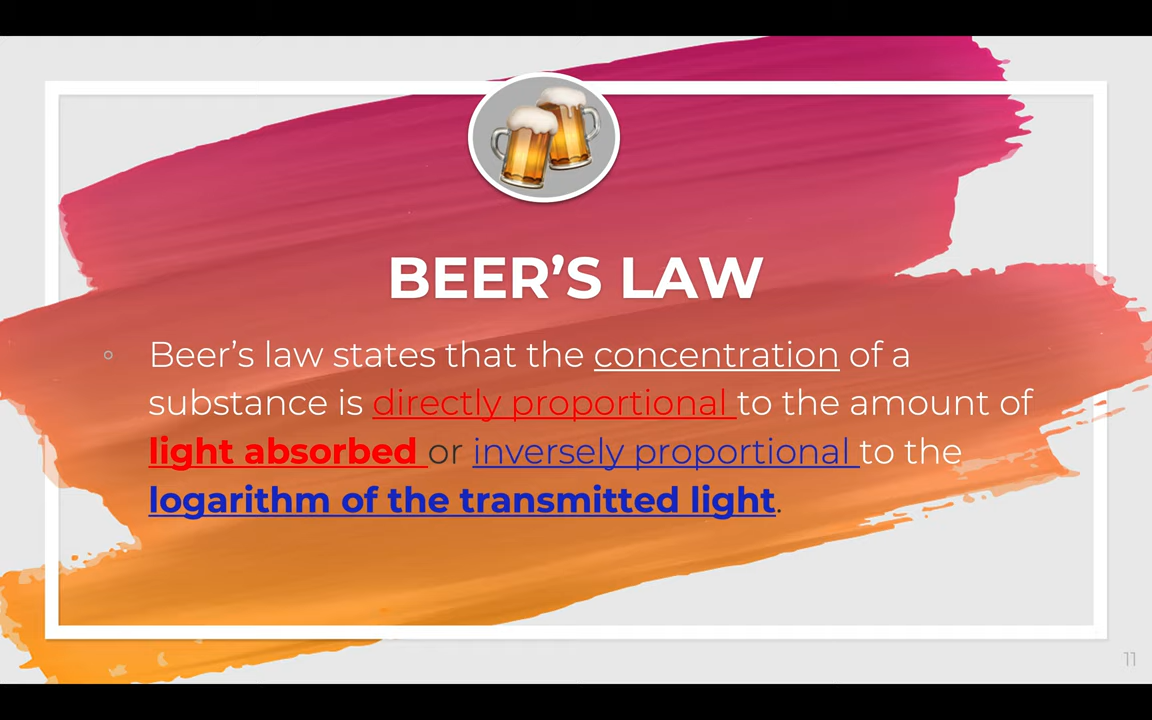 BEER’S LAW
Beer’s law states that the concentration of a
substance is directly proportional to the amount of
light absorbed or inversely proportional to the
logarithm of the transmitted light.
11